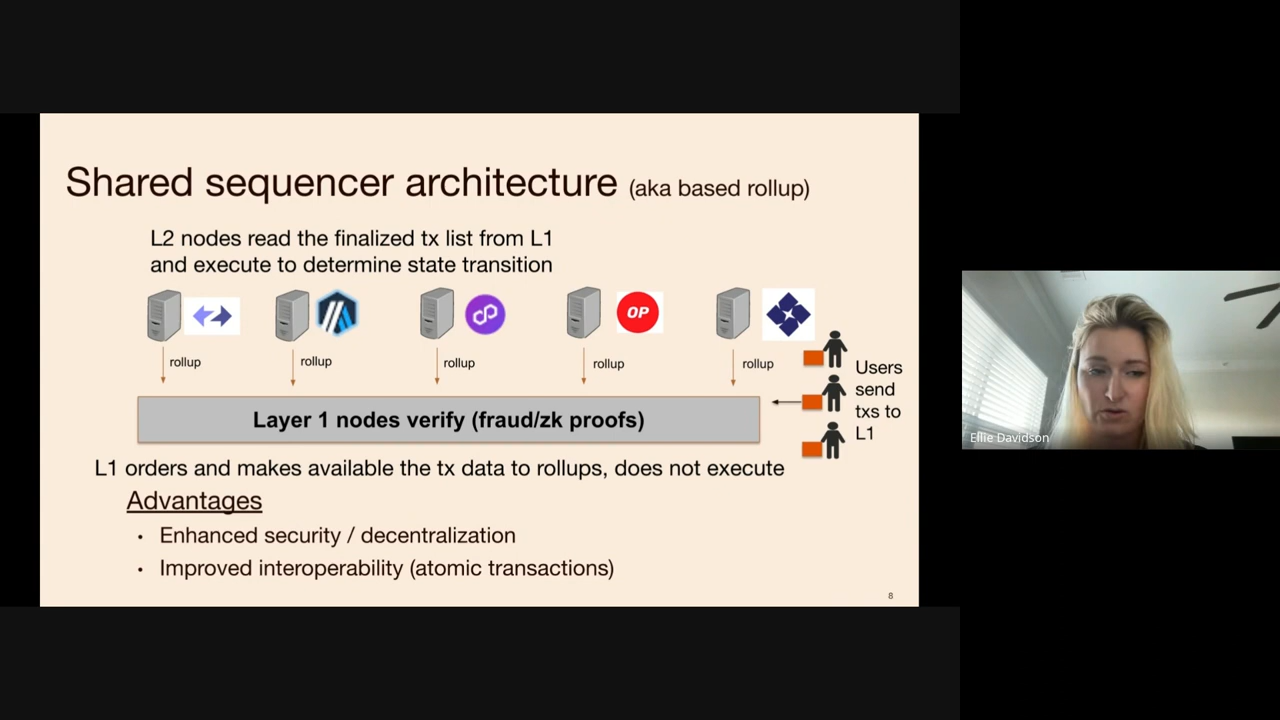 Shared sequencer architecture (aka based rollup)
L2 nodes read the finalized tx list from L1
and execute to determine state transition
OP
rollup
rollup
rollup
rollup
rollup
Users
send
txs to
L1
Layer 1 nodes verify (fraud/zk proofs)
L1 orders and makes available the tx data to rollups, does not execute
Advantages
• Enhanced security / decentralization
• Improved interoperability (atomic transactions)
8
Ellie Davidson